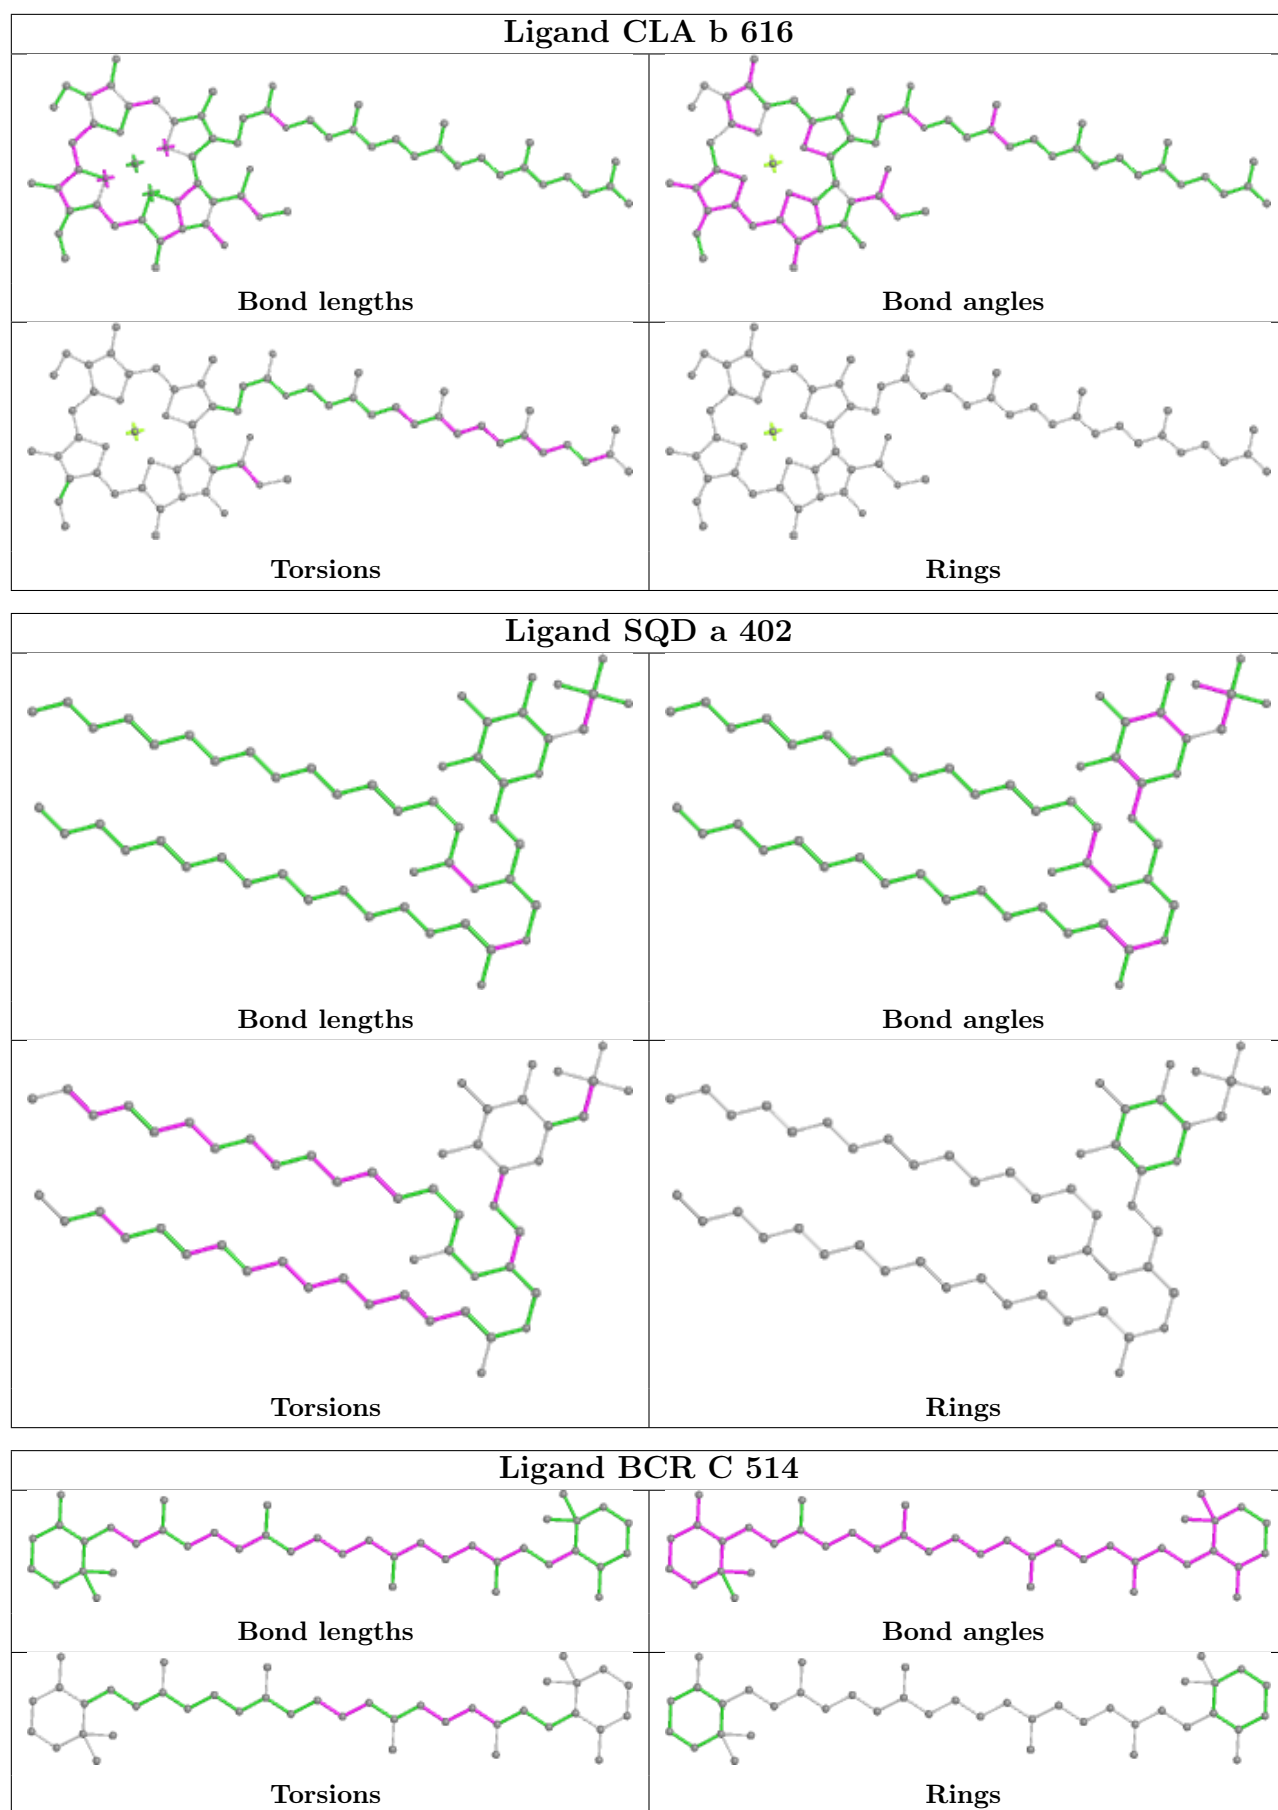 Ligand CLA b 616
Bond lengths
Bond angles
Torsions
Rings
Ligand SQD a 402
Bond lengths
Bond angles
Torsions
Rings
Ligand BCR C 514
Bond lengths
Bond angles
Torsions
Rings